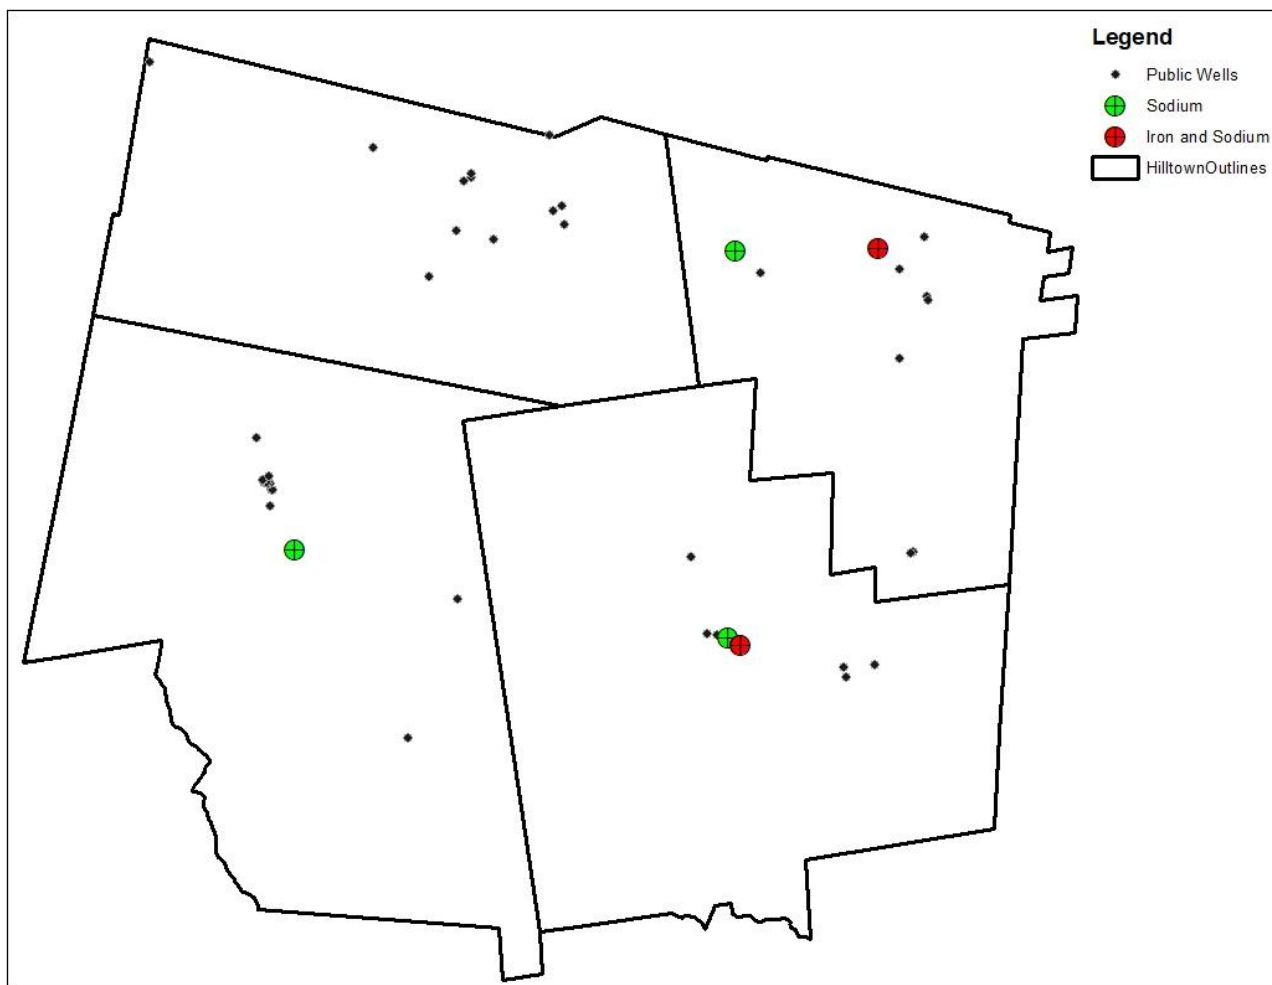 Legend
Public Wells
Sodium
Iron and Sodium
HilltownOutlines